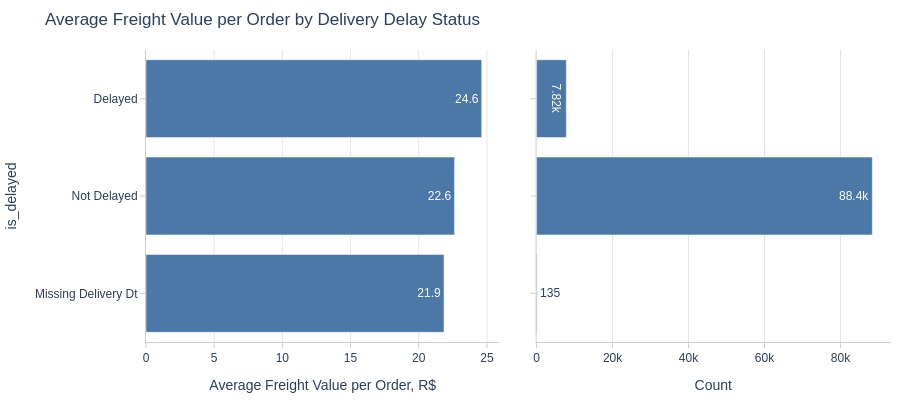 Average Freight Value per Order by Delivery Delay Status
is_delayed
Delayed
Not Delayed
Missing Delivery Dt
24.6
22.6
21.9
0 5 10 15 20 25
Average Freight Value per Order, R$
7.82k
88.4k
135
0 20k 40k 60k 80k
Count